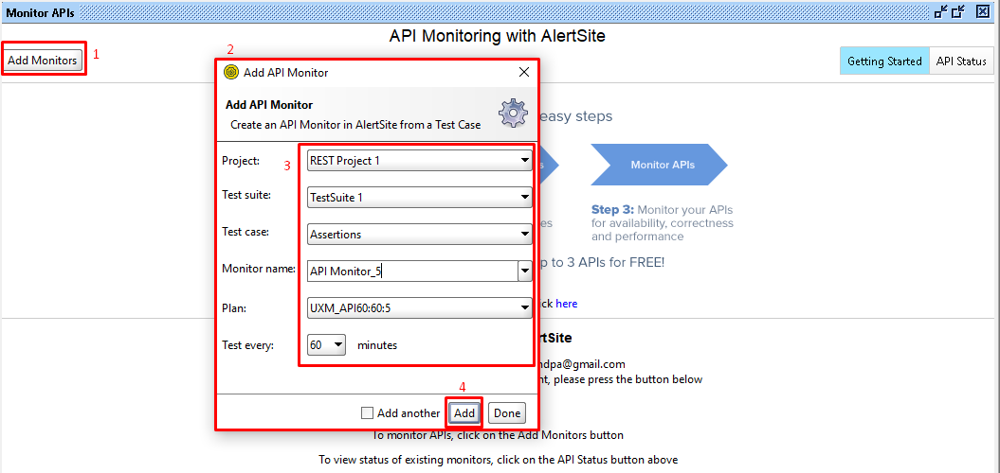 Monitor APIs
API Monitoring with AlertSite
Add Monitors
1
Getting Started
API Status
2
Add API Monitor
Add API Monitor
Create an API Monitor in AlertSite from a Test Case
easy steps
3
Project:
REST Project 1
Test suite:
TestSuite 1
Test case:
Assertions
Monitor name:
API Monitor_5
Plan:
UXM_API60:60:5
Test every:
60
minutes
Monitor APIs
Step 3: Monitor your APIs
for availability, correctness
and performance
to 3 APIs for FREE!
here
ndpa@gmail.com
, please press the button below
4
Add another
Add
Done
To monitor APIs, click on the Add Monitors button
To view status of existing monitors, click on the API Status button above